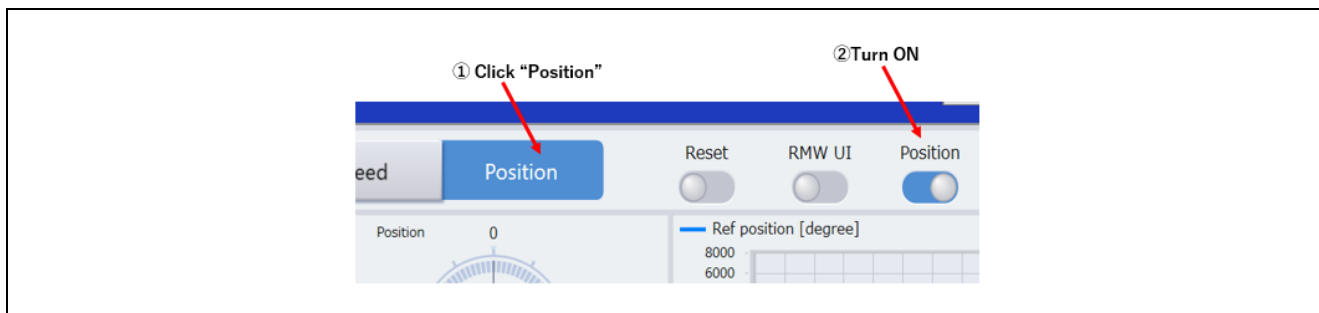 ②Turn ON
① Click “Position”
eed
Position
Reset
RMW UI
Position
Position
0
Ref position [degree]
8000
6000